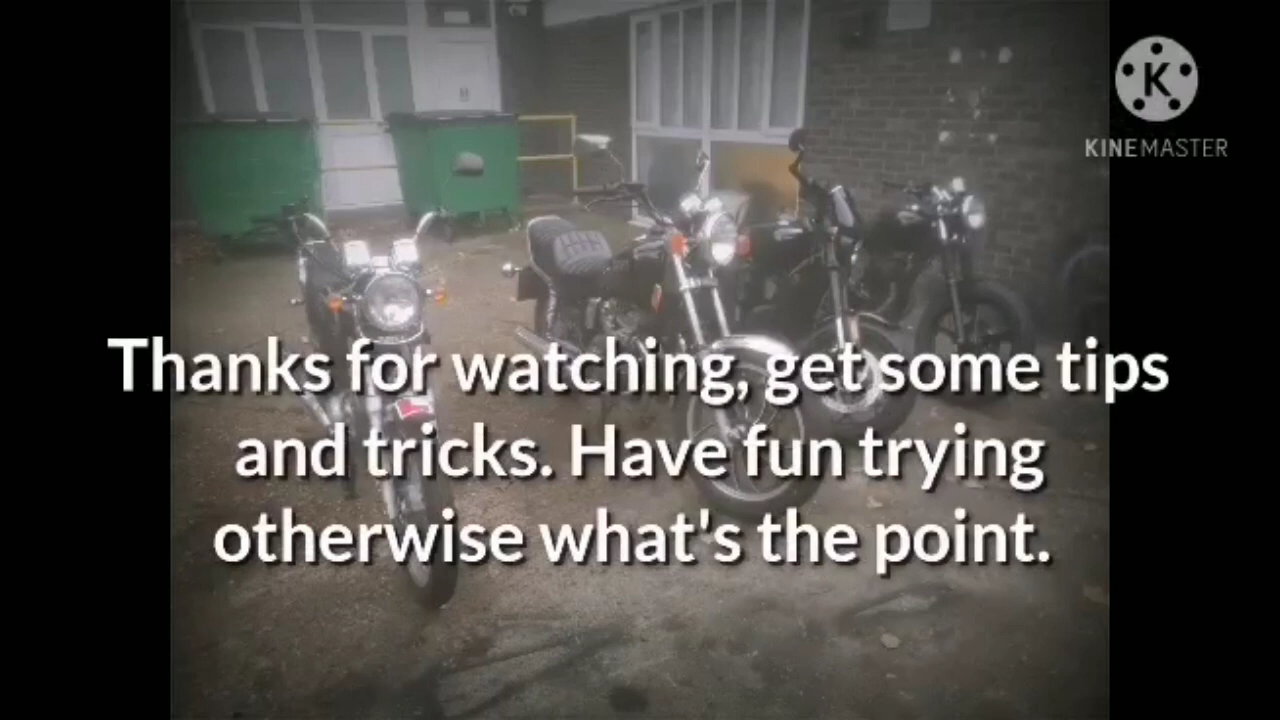 K
KINEMASTER
Thanks for watching, get some tips
and tricks. Have fun trying
otherwise what's the point.